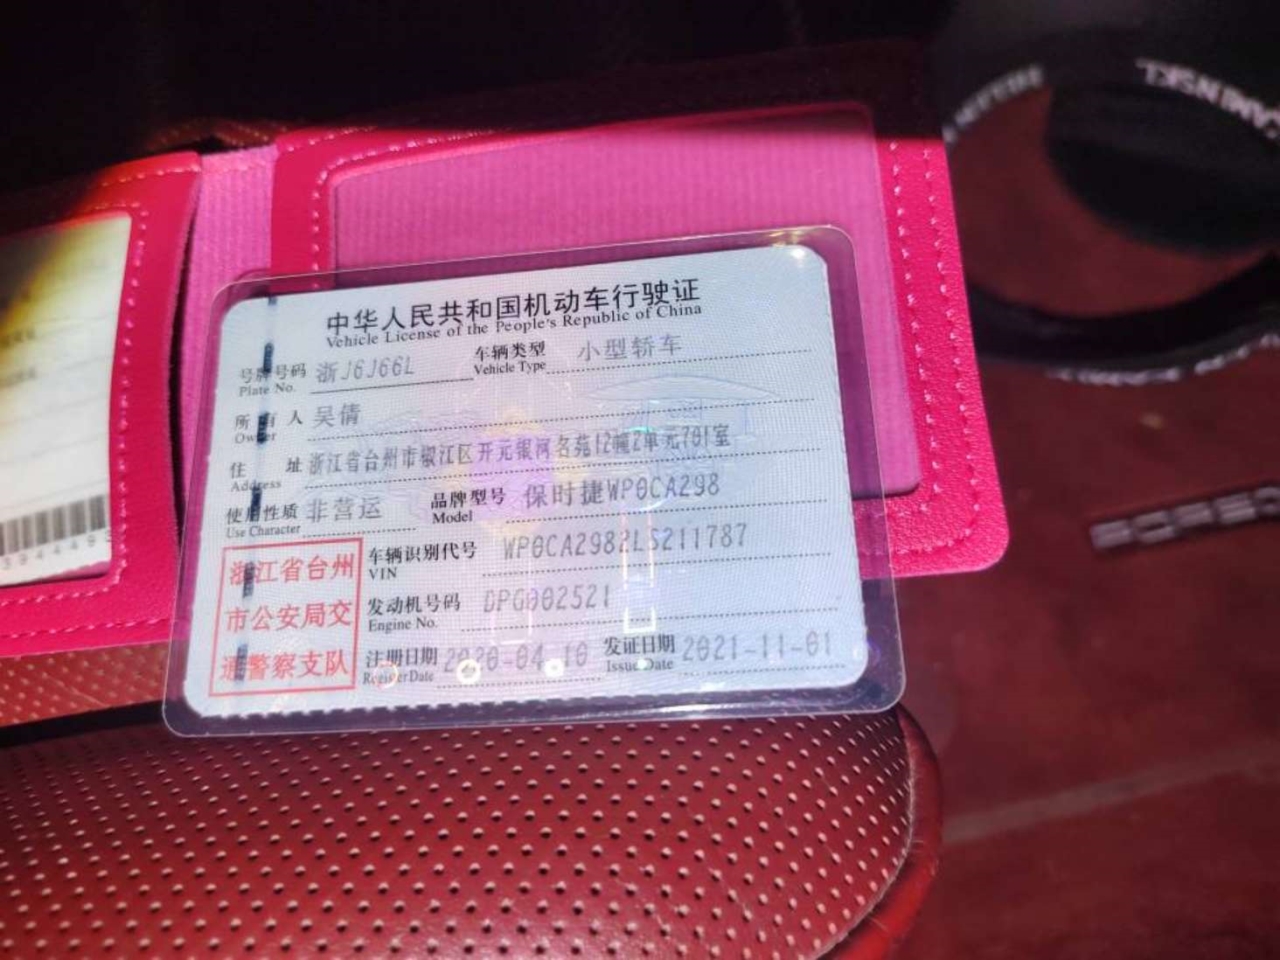 中华人民共和国机动车行驶证
Vehicle License of the People's Republic of China
号牌号码 浙J6J66L 车辆类型 小型轿车
Plate No. Vehicle Type
所有人 吴倩
Owner
住 址 浙江省台州市椒江区开元银河名苑12幢2单元701室
Address
使用性质 非营运 品牌型号 保时捷WP0CA298
Use Character Model
浙江省台州
市公安局交
通警察支队
车辆识别代号 WP0CA2982LS211787
VIN
发动机号码 DPG002521
Engine No.
注册日期 2020-04-10 发证日期 2021-11-01
Register Date Issue Date